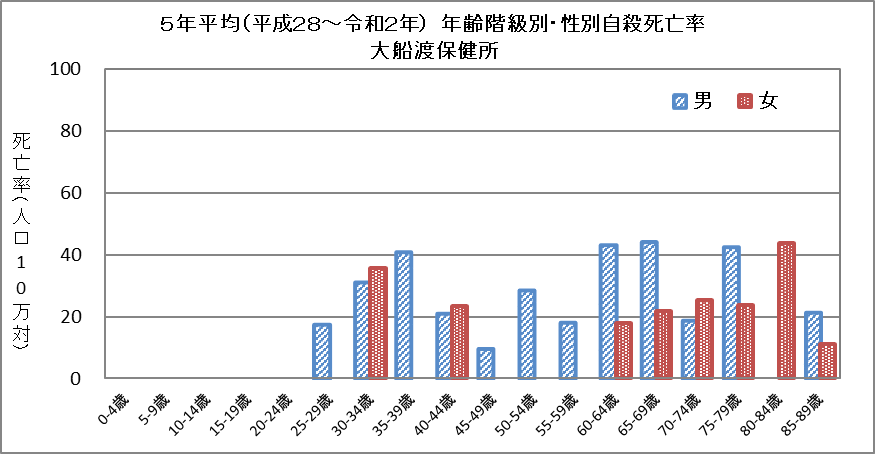 5年平均(平成28～令和2年) 年齢階級別・性別自殺死亡率
大船渡保健所
100
80
60
40
20
0
死亡率(人口10万対)
男 女
0-4歳
5-9歳
10-14歳
15-19歳
20-24歳
25-29歳
30-34歳
35-39歳
40-44歳
45-49歳
50-54歳
55-59歳
60-64歳
65-69歳
70-74歳
75-79歳
80-84歳
85-89歳